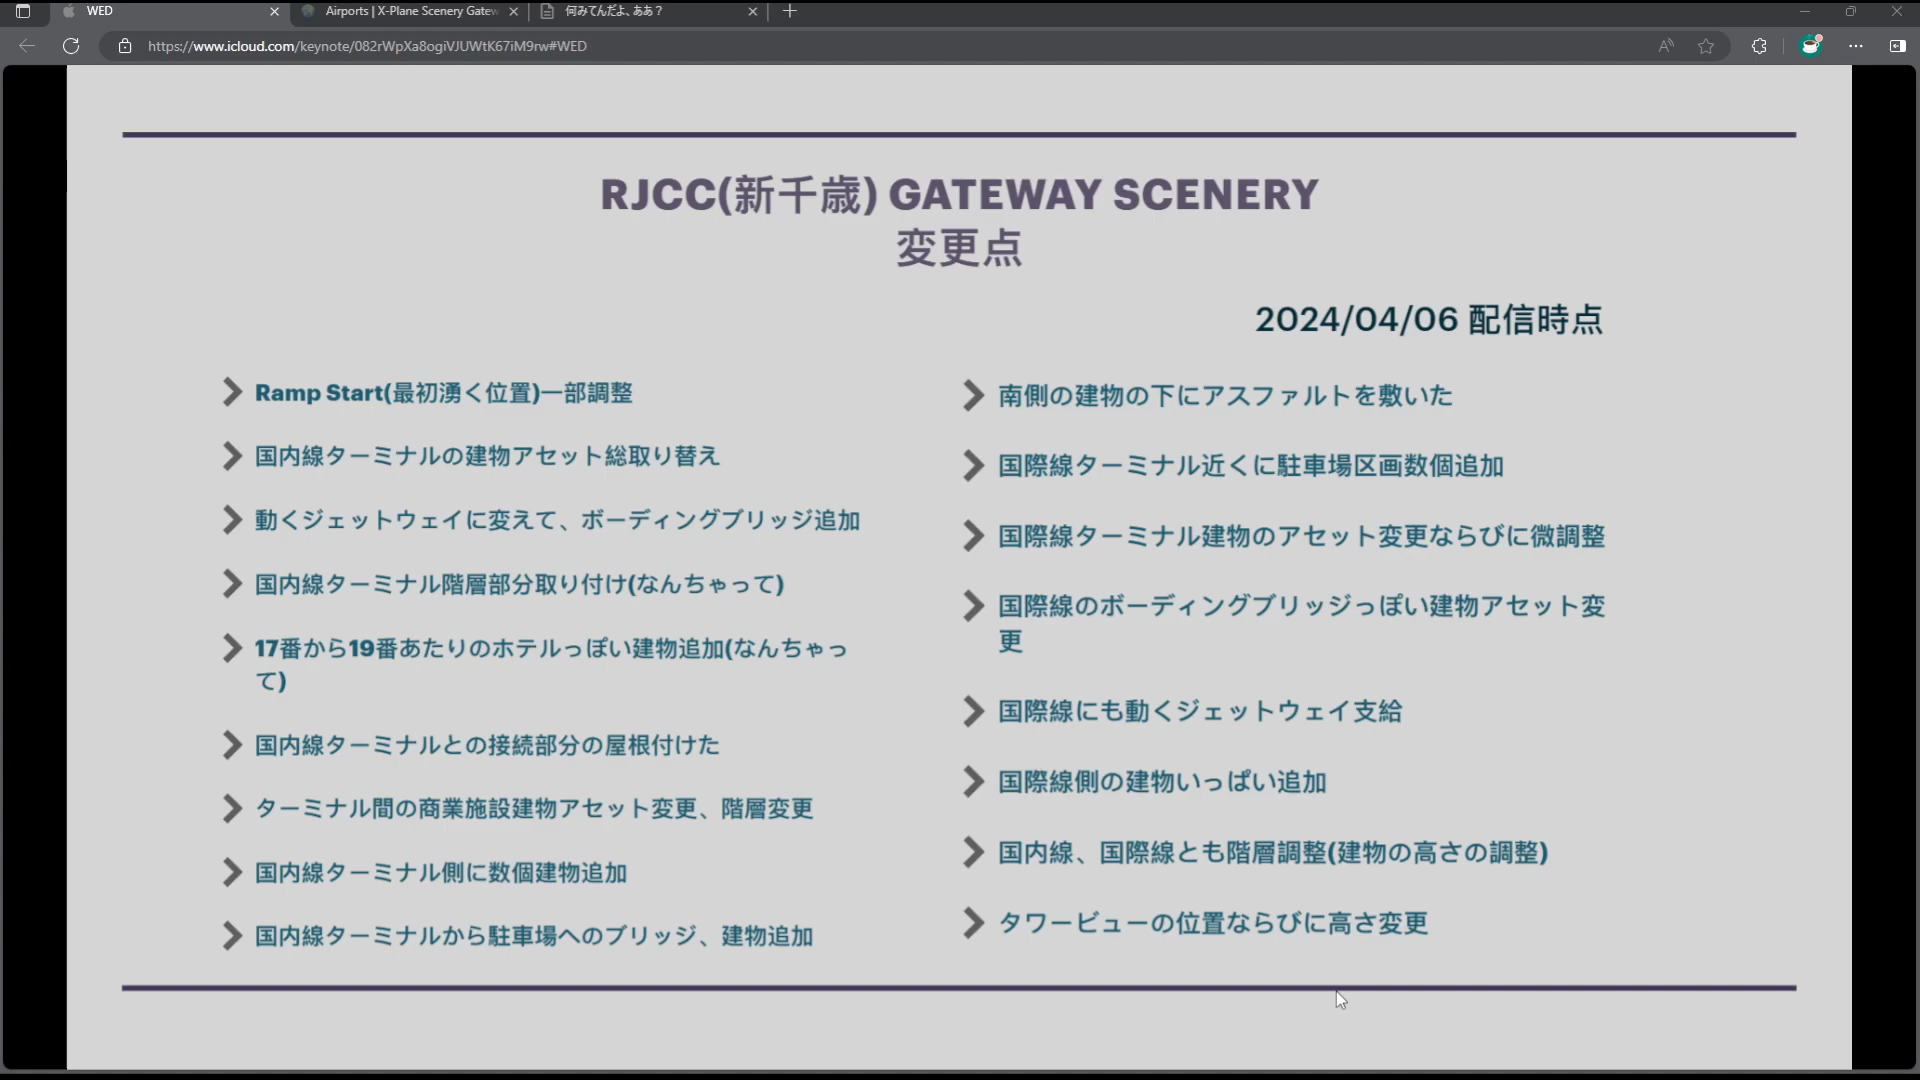 WED
Airports | X-Plane Scenery Gatew
何みてんだよ、ああ?
https://www.icloud.com/keynote/082rWpXa8ogiVJUWtK67iM9rw#WED
RJCC(新千歳) GATEWAY SCENERY
変更点
2024/04/06 配信時点
Ramp Start(最初湧く位置)一部調整
国内線ターミナルの建物アセット総取り替え
動くジェットウェイに変えて、ボーディングブリッジ追加
国内線ターミナル階層部分取り付け(なんちゃって)
17番から19番あたりのホテルっぽい建物追加(なんちゃっ
て)
国内線ターミナルとの接続部分の屋根付けた
ターミナル間の商業施設建物アセット変更、階層変更
国内線ターミナル側に数個建物追加
国内線ターミナルから駐車場へのブリッジ、建物追加
南側の建物の下にアスファルトを敷いた
国際線ターミナル近くに駐車場区画数個追加
国際線ターミナル建物のアセット変更ならびに微調整
国際線のボーディングブリッジっぽい建物アセット変
更
国際線にも動くジェットウェイ支給
国際線側の建物いっぱい追加
国内線、国際線とも階層調整(建物の高さの調整)
タワービューの位置ならびに高さ変更